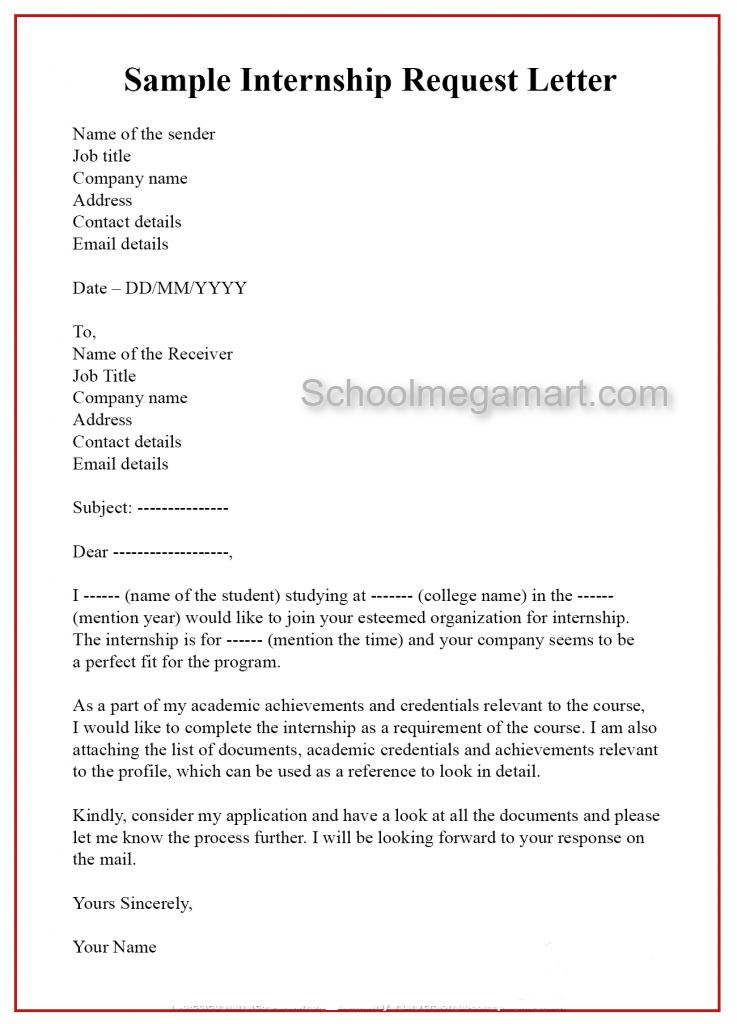 Sample Internship Request Letter
Name of the sender
Job title
Company name
Address
Contact details
Email details
Date – DD/MM/YYYY
To,
Name of the Receiver
Job Title
Company name
Schoolmegamart.com
Address
Contact details
Email details
Subject: ---------------
Dear -------------------,
I ------ (name of the student) studying at ------- (college name) in the ------
(mention year) would like to join your esteemed organization for internship.
The internship is for ------ (mention the time) and your company seems to be
a perfect fit for the program.
As a part of my academic achievements and credentials relevant to the course,
I would like to complete the internship as a requirement of the course. I am also
attaching the list of documents, academic credentials and achievements relevant
to the profile, which can be used as a reference to look in detail.
Kindly, consider my application and have a look at all the documents and please
let me know the process further. I will be looking forward to your response on
the mail.
Yours Sincerely,
Your Name